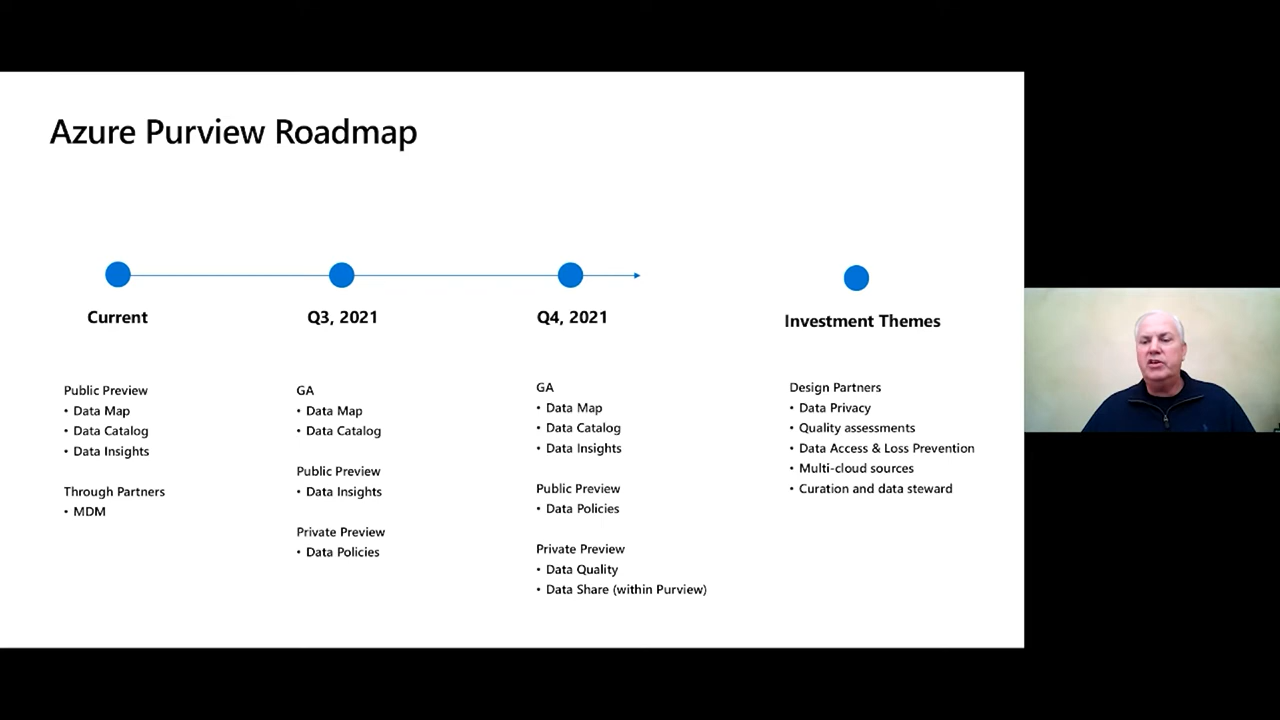 Azure Purview Roadmap
Current
Public Preview
• Data Map
• Data Catalog
• Data Insights
Through Partners
• MDM
Q3, 2021
GA
• Data Map
• Data Catalog
Public Preview
• Data Insights
Private Preview
• Data Policies
Q4, 2021
GA
• Data Map
• Data Catalog
• Data Insights
Public Preview
• Data Policies
Private Preview
• Data Quality
• Data Share (within Purview)
Investment Themes
Design Partners
• Data Privacy
• Quality assessments
• Data Access & Loss Prevention
• Multi-cloud sources
• Curation and data steward